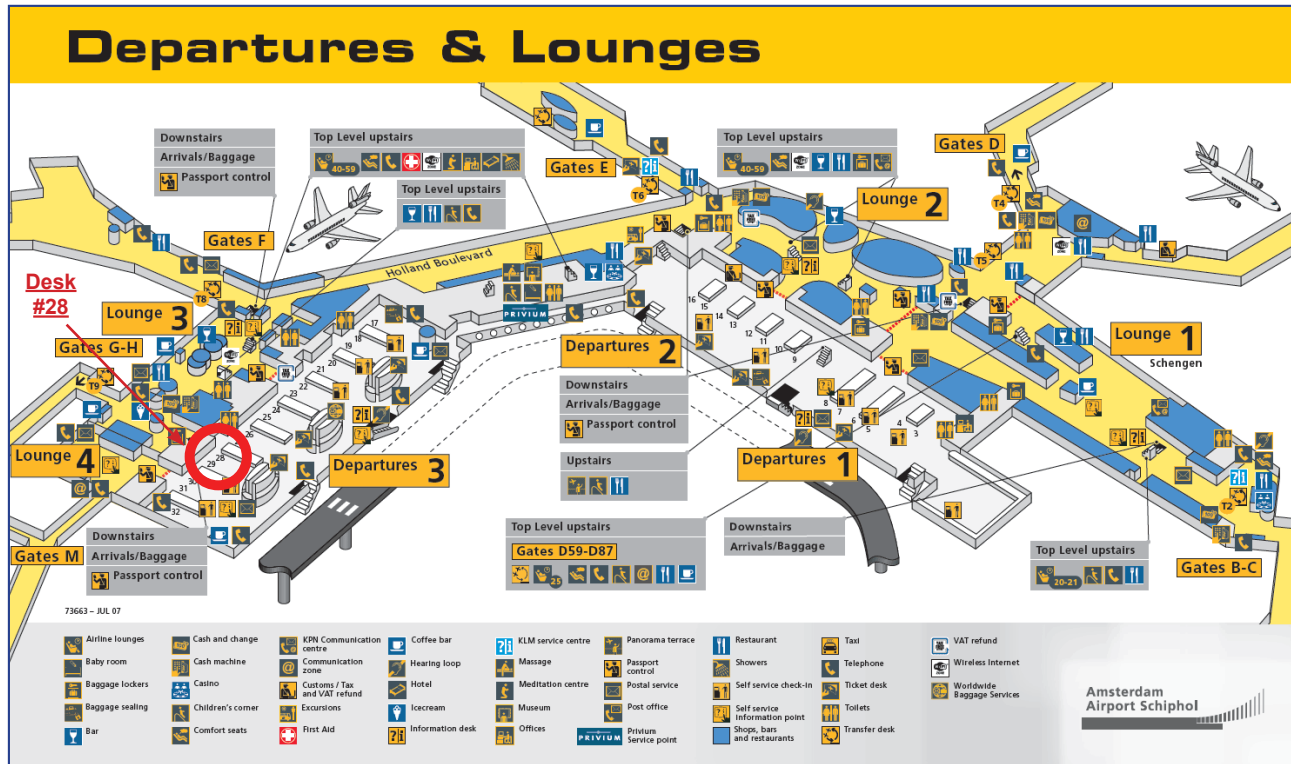 Departures & Lounges
Downstairs
Arrivals/Baggage
Passport control
Top Level upstairs
40-59
Top Level upstairs
Gates E
T6
Top Level upstairs
40-59
Gates D
T4
Lounge 2
T5
Gates F
Holland Boulevard
Desk
#28
T8
Lounge 3
Gates G-H
T9
Lounge 4
Gates M
PRIVIUM
Departures 2
Downstairs
Arrivals/Baggage
Passport control
Upstairs
Lounge 1
Schengen
16
15
14
13
12
11
10
9
8
7
6
5
4
3
17
18
19
20
21
22
23
24
25
26
28
29
30
31
32
Departures 3
Departures 1
Downstairs
Arrivals/Baggage
Passport control
Top Level upstairs
Gates D59-D87
25
Downstairs
Arrivals/Baggage
Top Level upstairs
20-21
T2
Gates B-C
73663 – JUL 07
Airline lounges
Baby room
Baggage lockers
Baggage sealing
Bar
Cash and change
Cash machine
Casino
Children's corner
Comfort seats
KPN Communication
centre
Communication
zone
Customs / Tax
and VAT refund
Excursions
First Aid
Coffee bar
Hearing loop
Hotel
Icecream
Information desk
KLM service centre
Massage
Meditation centre
Museum
Offices
Panorama terrace
Passport
control
Postal service
Post office
PRIVIUM
Privium
Service point
Restaurant
Showers
Self service check-in
Self service
information point
Shops, bars
and restaurants
Taxi
Telephone
Ticket desk
Toilets
Transfer desk
VAT refund
Wireless Internet
Worldwide
Baggage Services
Amsterdam
Airport Schiphol